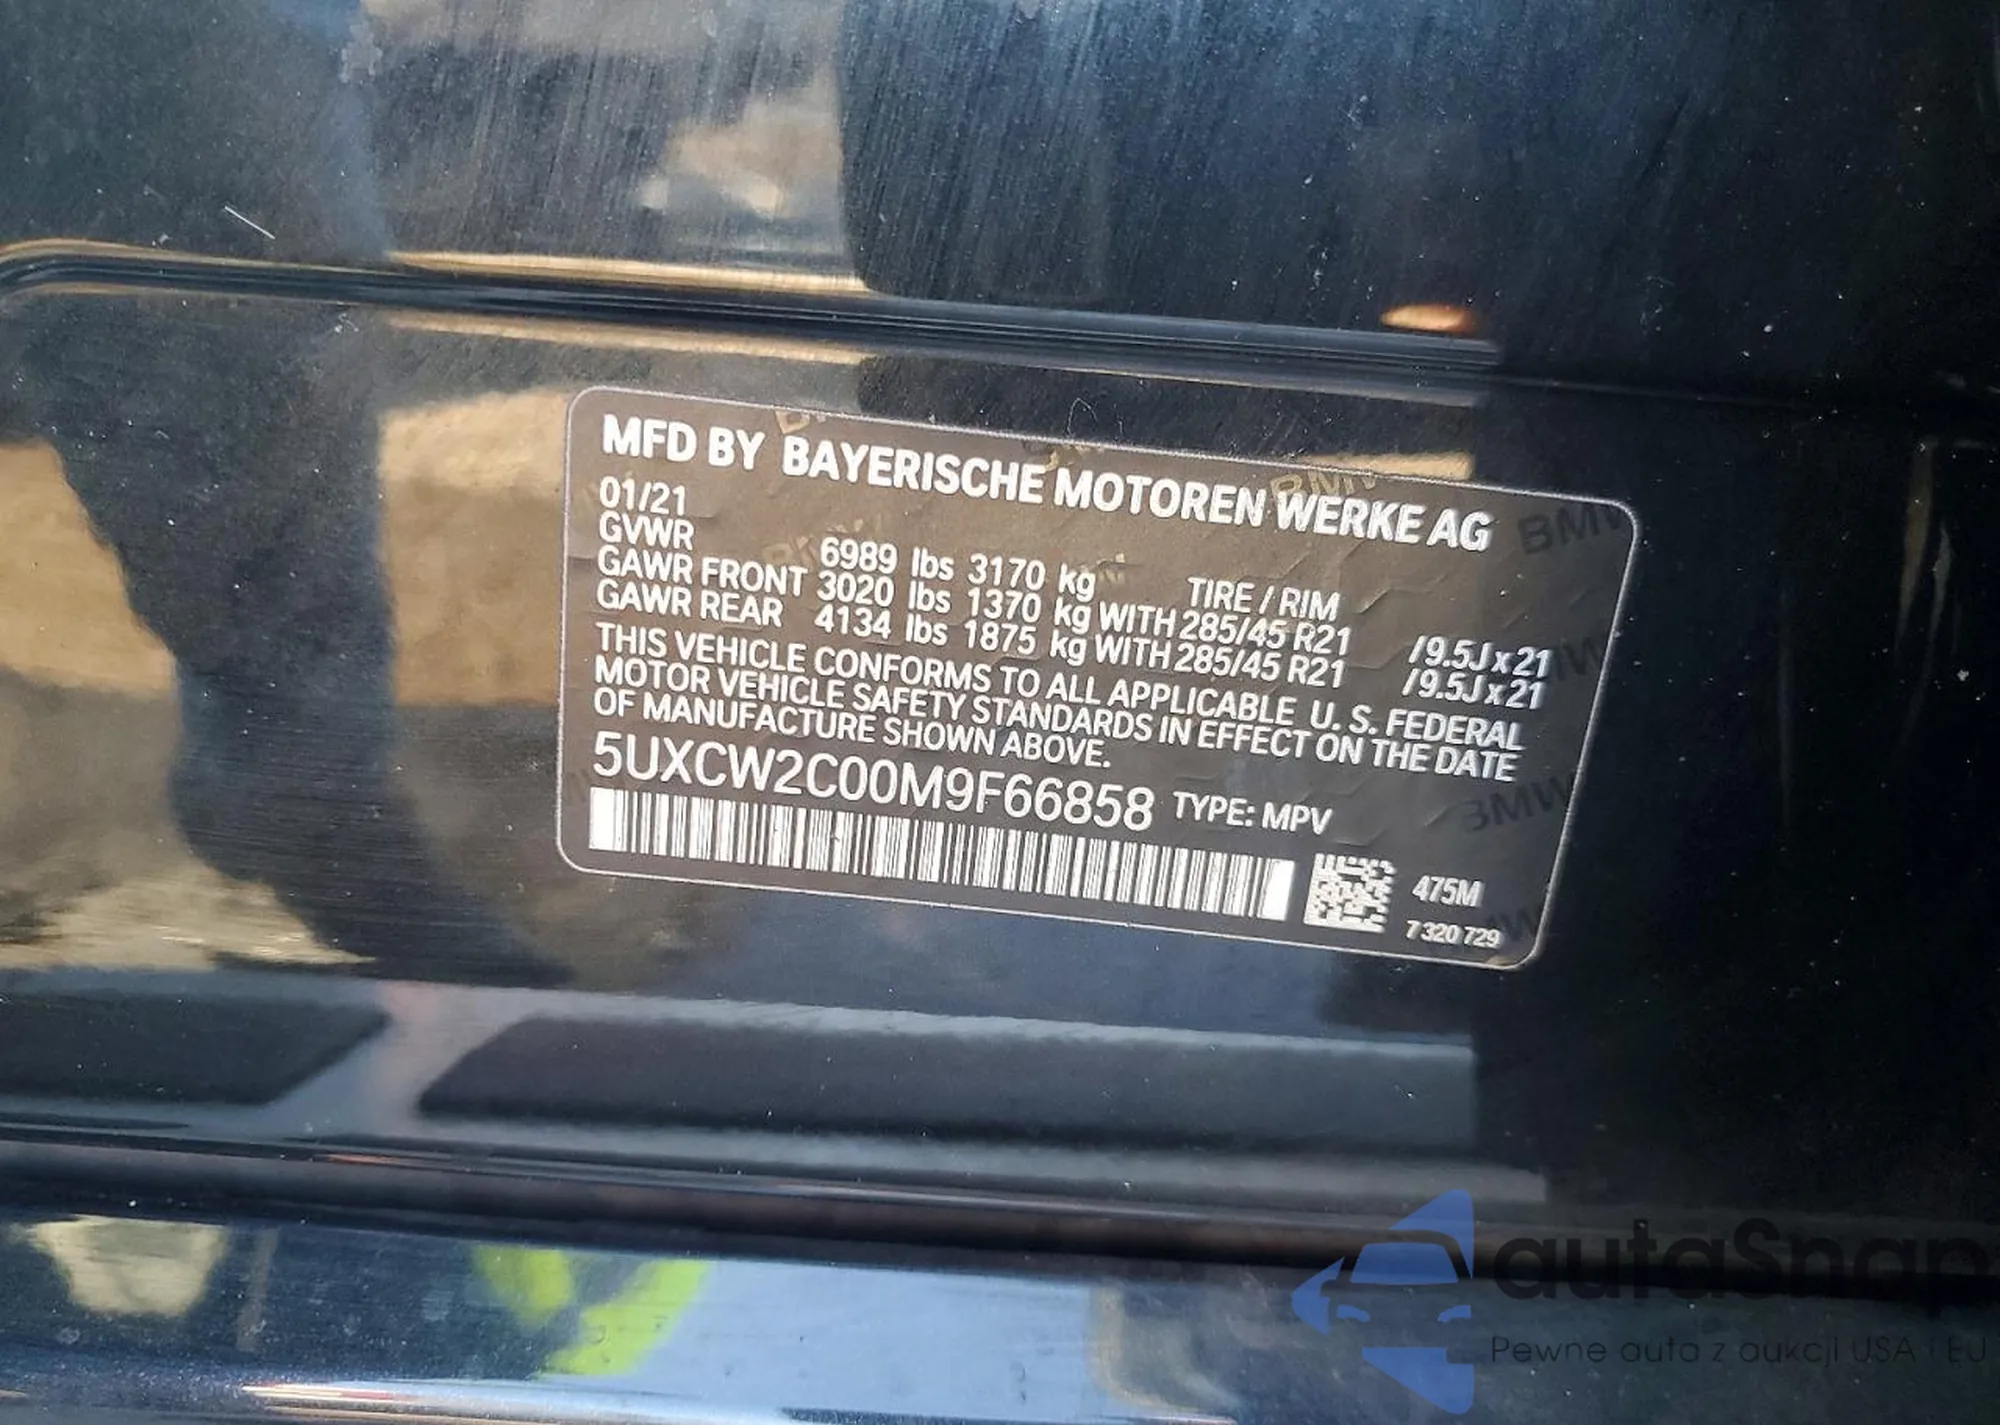 MFD BY BAYERISCHE MOTOREN WERKE AG
01/21
GVWR 6989 lbs 3170 kg TIRE / RIM
GAWR FRONT 3020 lbs 1370 kg WITH 285/45 R21 /9.5J x 21
GAWR REAR 4134 lbs 1875 kg WITH 285/45 R21 /9.5J x 21
THIS VEHICLE CONFORMS TO ALL APPLICABLE U. S. FEDERAL
MOTOR VEHICLE SAFETY STANDARDS IN EFFECT ON THE DATE
OF MANUFACTURE SHOWN ABOVE.
5UXCW2C00M9F66858 TYPE: MPV
475M
7 320 729
autaSnap
Pewne auta z aukcji USA i EU